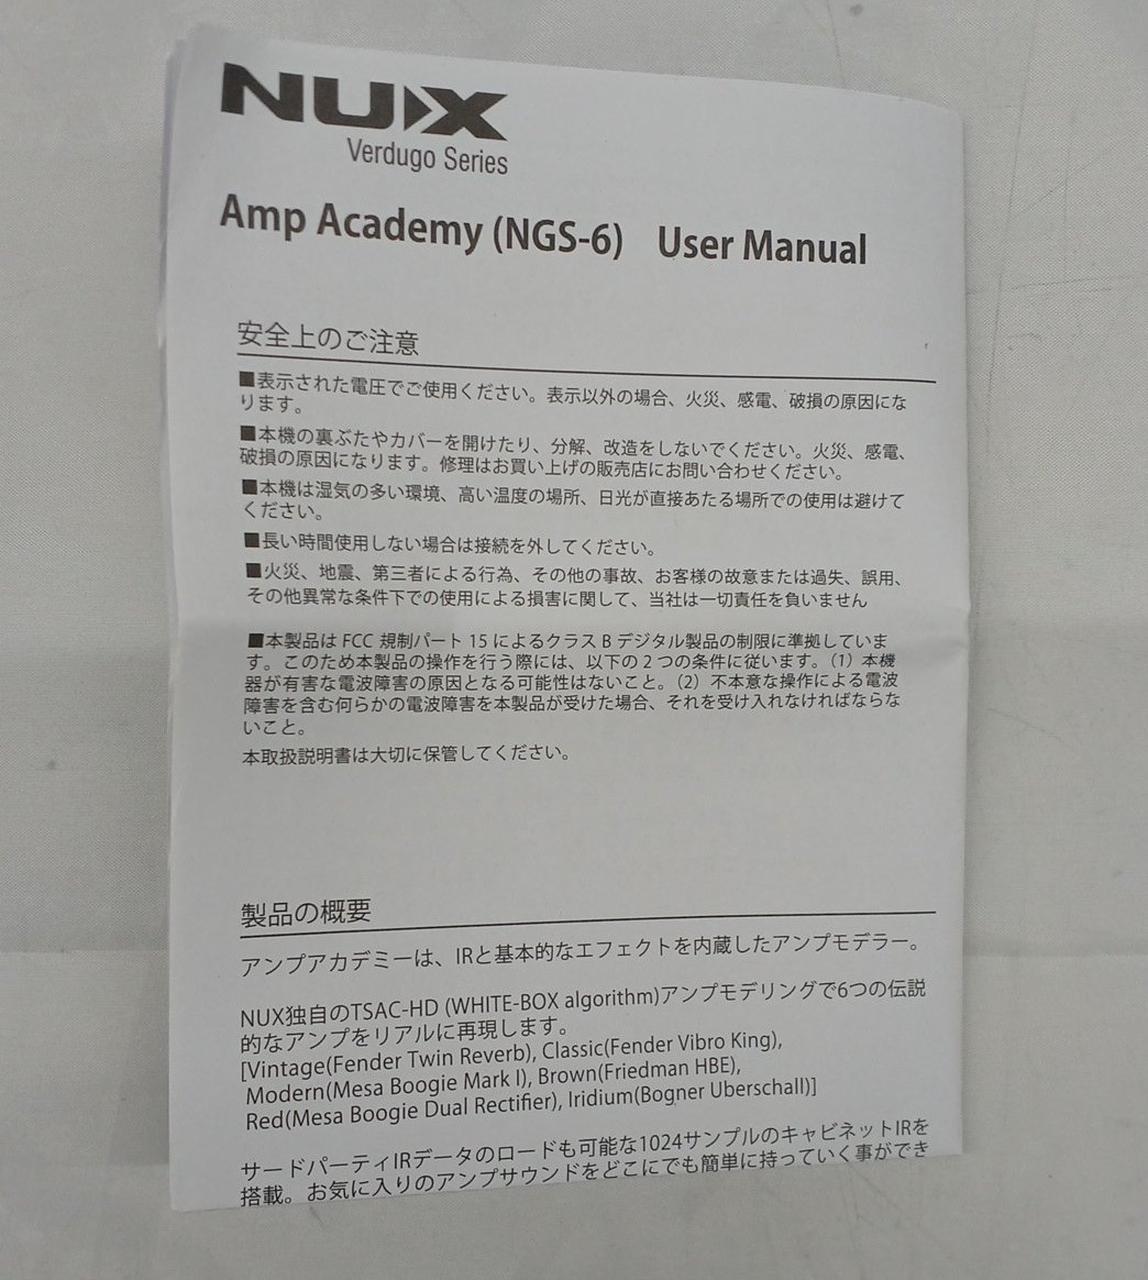 NUX
Verdugo Series
Amp Academy (NGS-6) User Manual
安全上のご注意
■表示された電圧でご使用ください。表示以外の場合、火災、感電、破損の原因にな
ります。
■本機の裏ぶたやカバーを開けたり、分解、改造をしないでください。火災、感電、
破損の原因になります。修理はお買い上げの販売店にお問い合わせください。
■本機は湿気の多い環境、高い温度の場所、日光が直接あたる場所での使用は避けて
ください。
■長い時間使用しない場合は接続を外してください。
■火災、地震、第三者による行為、その他の事故、お客様の故意または過失、誤用、
その他異常な条件下での使用による損害に関して、当社は一切責任を負いません
■本製品は FCC 規制パート 15 によるクラス B デジタル製品の制限に準拠していま
す。このため本製品の操作を行う際には、以下の 2 つの条件に従います。（1）本機
器が有害な電波障害の原因となる可能性はないこと。（2）不本意な操作による電波
障害を含む何らかの電波障害を本製品が受けた場合、それを受け入れなければならな
いこと。
本取扱説明書は大切に保管してください。
製品の概要
アンプアカデミーは、IRと基本的なエフェクトを内蔵したアンプモデラー。
NUX独自のTSAC-HD (WHITE-BOX algorithm)アンプモデリングで6つの伝説
的なアンプをリアルに再現します。
[Vintage(Fender Twin Reverb), Classic(Fender Vibro King),
Modern(Mesa Boogie Mark I), Brown(Friedman HBE),
Red(Mesa Boogie Dual Rectifier), Iridium(Bogner Uberschall)]
サードパーティIRデータのロードも可能な1024サンプルのキャビネットIRを
搭載。お気に入りのアンプサウンドをどこにでも簡単に持っていく事ができ